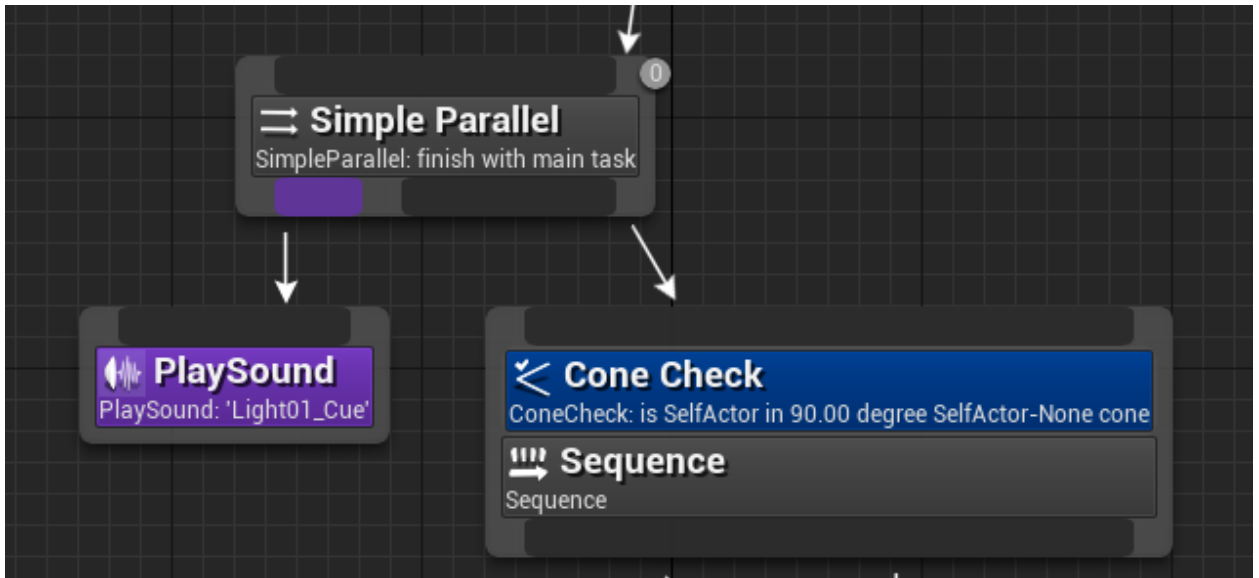 0
Simple Parallel
SimpleParallel: finish with main task
PlaySound
PlaySound: 'Light01_Cue'
Cone Check
ConeCheck: is SelfActor in 90.00 degree SelfActor-None cone
Sequence
Sequence